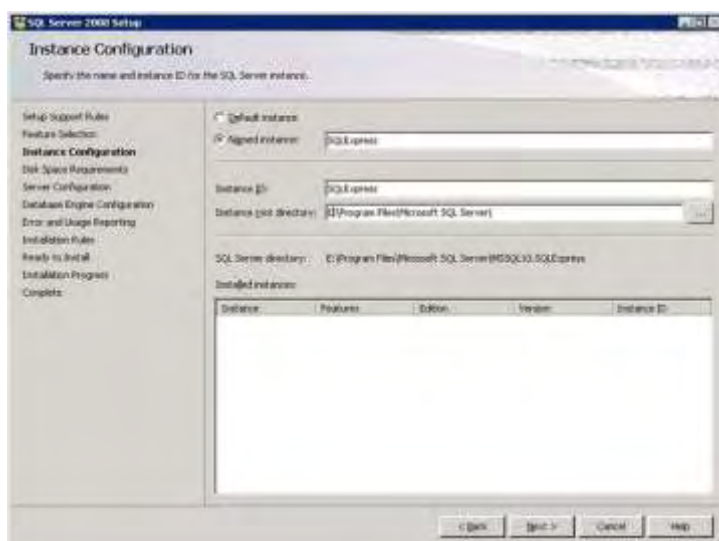 SQL Server 2008 Setup
Instance Configuration
Specify the name and instance ID for the SQL Server instance.
Setup Support Rules
Feature Selection
Instance Configuration
Disk Space Requirements
Server Configuration
Database Engine Configuration
Error and Usage Reporting
Installation Rules
Ready to Install
Installation Progress
Complete
Default instance
Named instance:
SQLExpress
Instance ID:
SQLExpress
Instance root directory:
\Program Files\Microsoft SQL Server\
...
SQL Server directory:
E:\Program Files\Microsoft SQL Server\MSSQL10.SQLExpress
Installed instances:
Instance Features Edition Version Instance ID
< Back
Next >
Cancel
Help